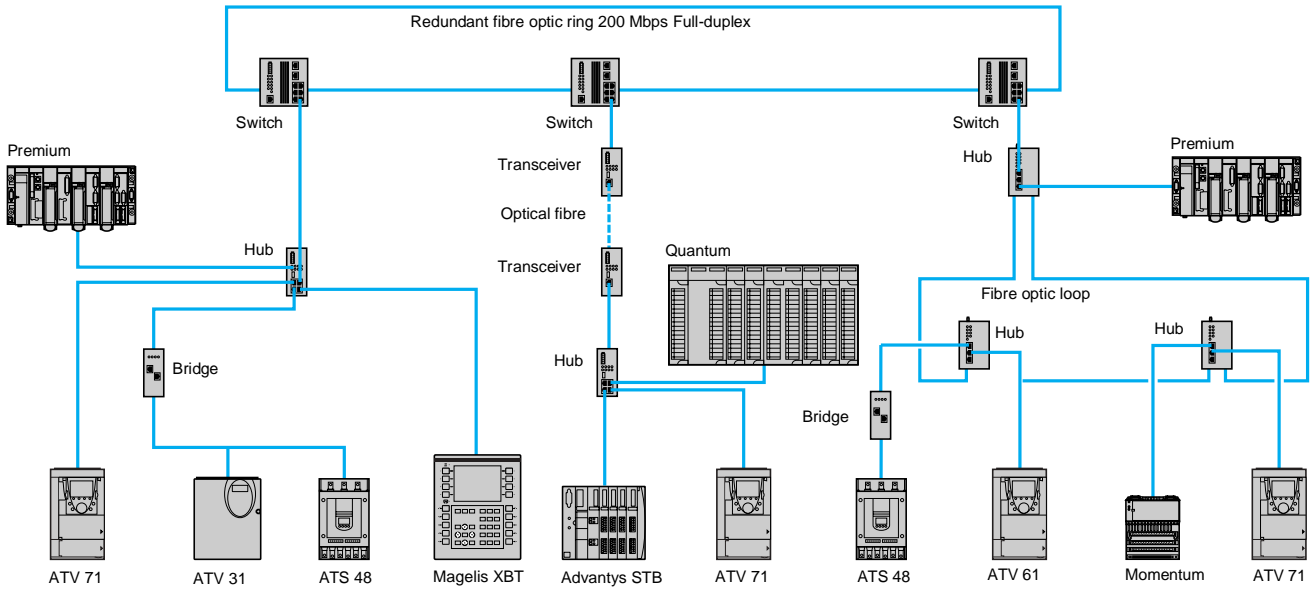 Redundant fibre optic ring 200 Mbps Full-duplex
Switch
Switch
Switch
Premium
Transceiver
Hub
Premium
Optical fibre
Hub
Transceiver
Quantum
Fibre optic loop
Hub
Hub
Bridge
Hub
Bridge
ATV 71
ATV 31
ATS 48
Magelis XBT
Advantys STB
ATV 71
ATS 48
ATV 61
Momentum
ATV 71